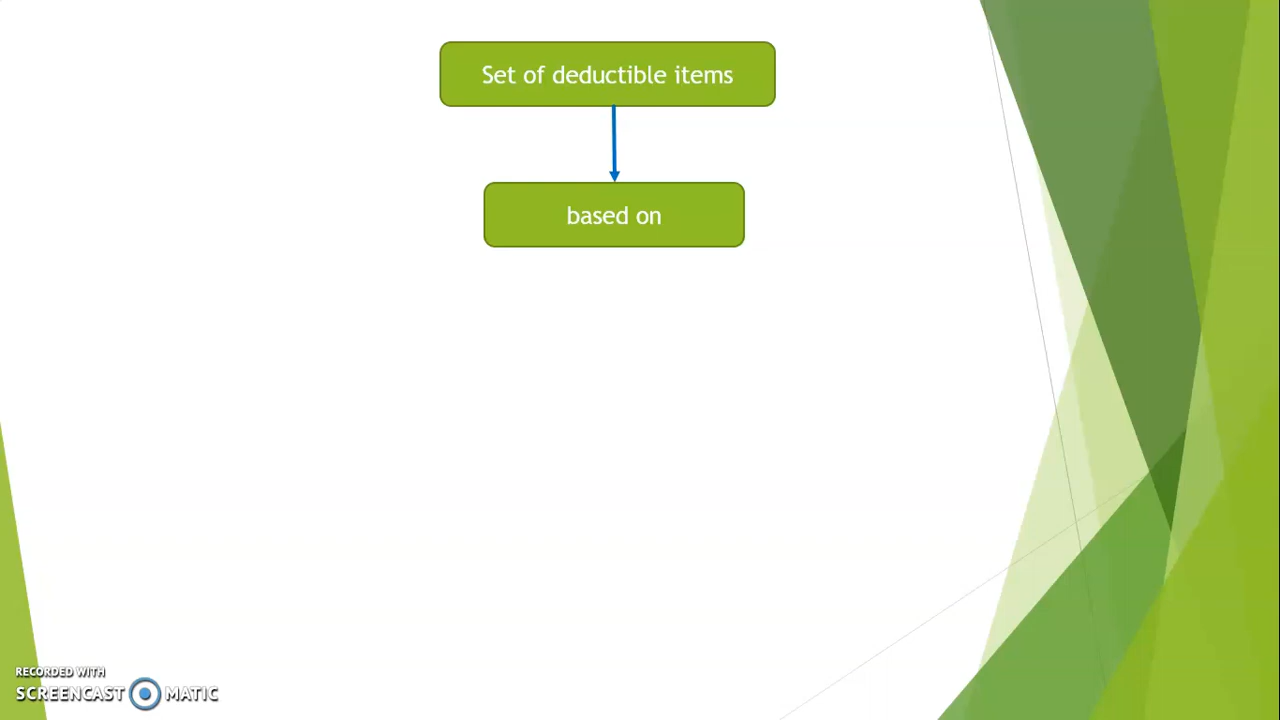 Set of deductible items
based on
RECORDED WITH
SCREENCAST MATIC